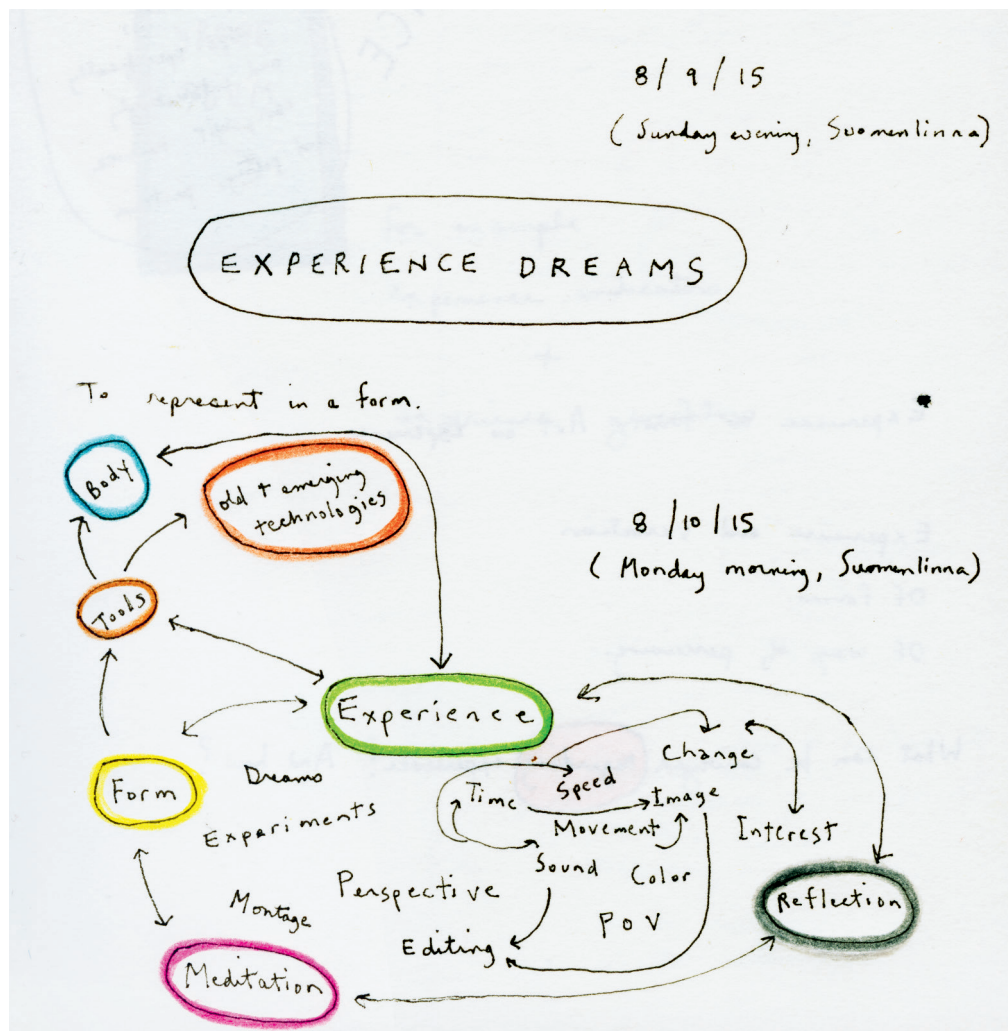 8/9/15
(Sunday evening, Suomenlinna)
EXPERIENCE DREAMS
To represent in a form.
Body
old + emerging
technologies
8/10/15
(Monday morning, Suomenlinna)
Tools
Experience
Change
Form
Dreams
Time
Speed
Image
Experiments
Movement
Interest
Sound
Color
Perspective
Reflection
Montage
PoV
Editing
Meditation